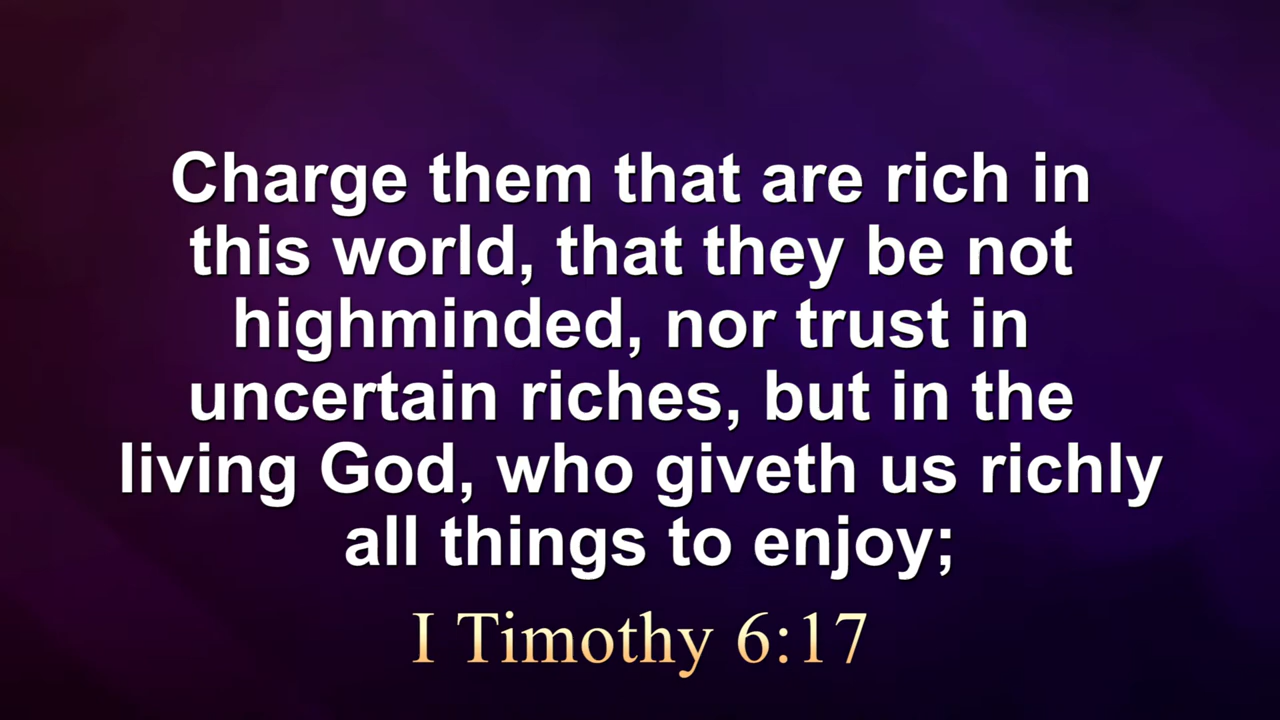 Charge them that are rich in
this world, that they be not
highminded, nor trust in
uncertain riches, but in the
living God, who giveth us richly
all things to enjoy;
I Timothy 6:17